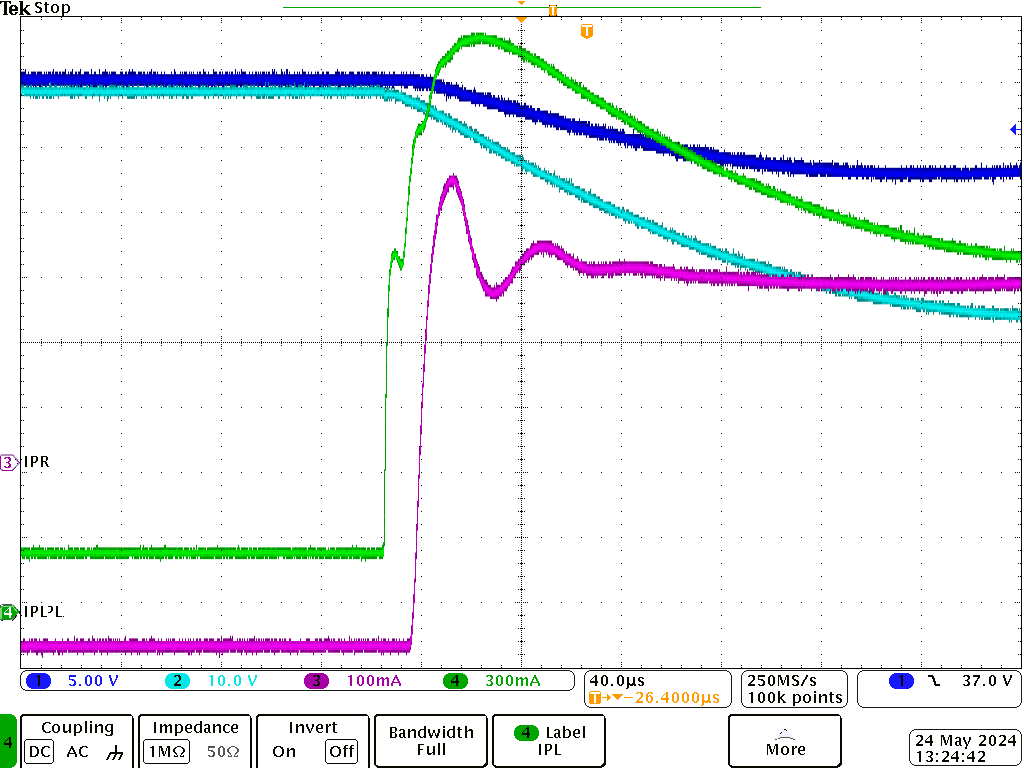 Tek Stop
T
T
3 IPR
4 IPL²L
1 5.00 V 2 10.0 V 3 100mA 4 300mA
40.0µs
T→▼−26.4000µs
250MS/s
100k points
1 37.0 V
4
Coupling
DC AC
Impedance
1MΩ 50Ω
Invert
On Off
Bandwidth
Full
4 Label
IPL
More
24 May 2024
13:24:42